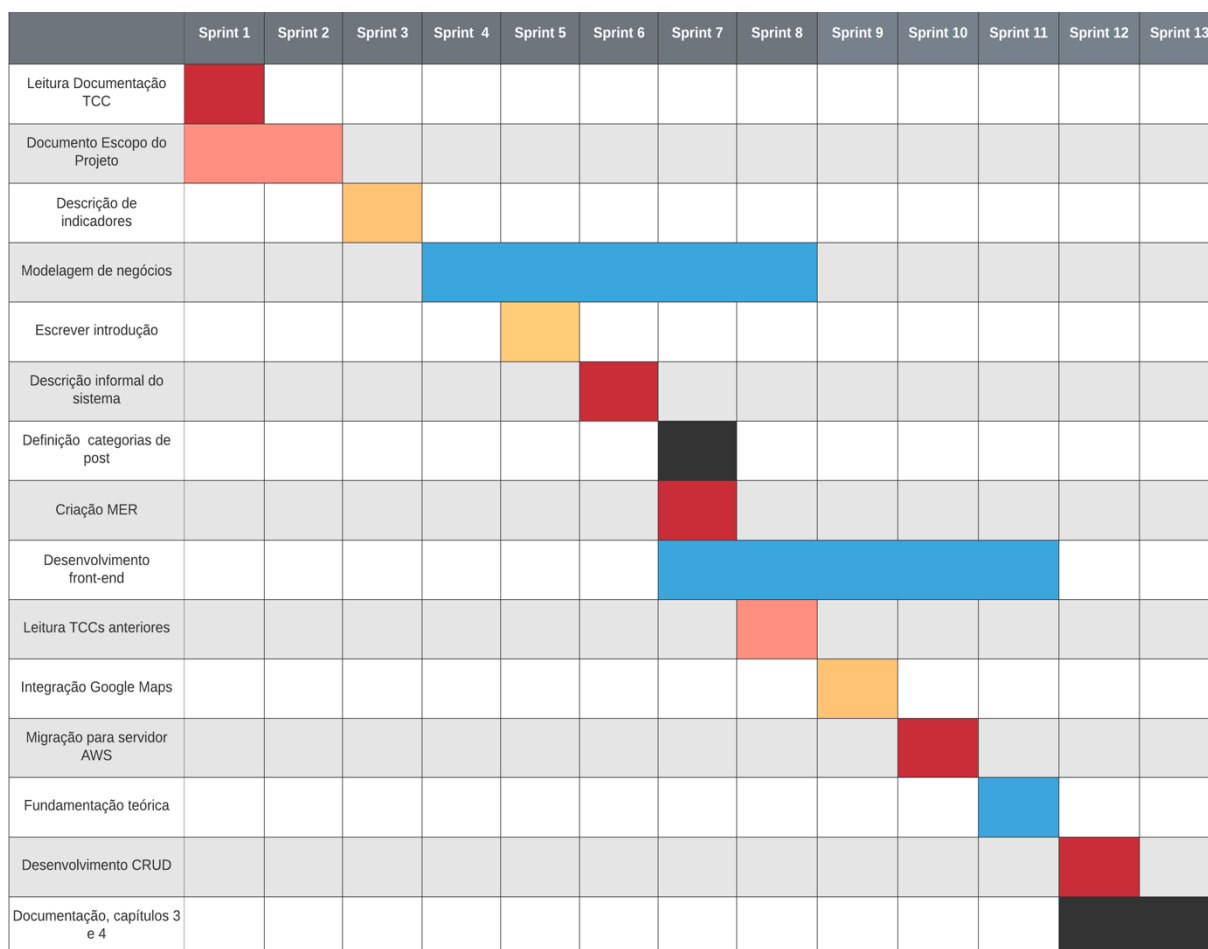 Sprint 1 Sprint 2 Sprint 3 Sprint 4 Sprint 5 Sprint 6 Sprint 7 Sprint 8 Sprint 9 Sprint 10 Sprint 11 Sprint 12 Sprint 13
Leitura Documentação
TCC
Documento Escopo do
Projeto
Descrição de
indicadores
Modelagem de negócios
Escrever introdução
Descrição informal do
sistema
Definição categorias de
post
Criação MER
Desenvolvimento
front-end
Leitura TCCs anteriores
Integração Google Maps
Migração para servidor
AWS
Fundamentação teórica
Desenvolvimento CRUD
Documentação, capítulos 3
e 4